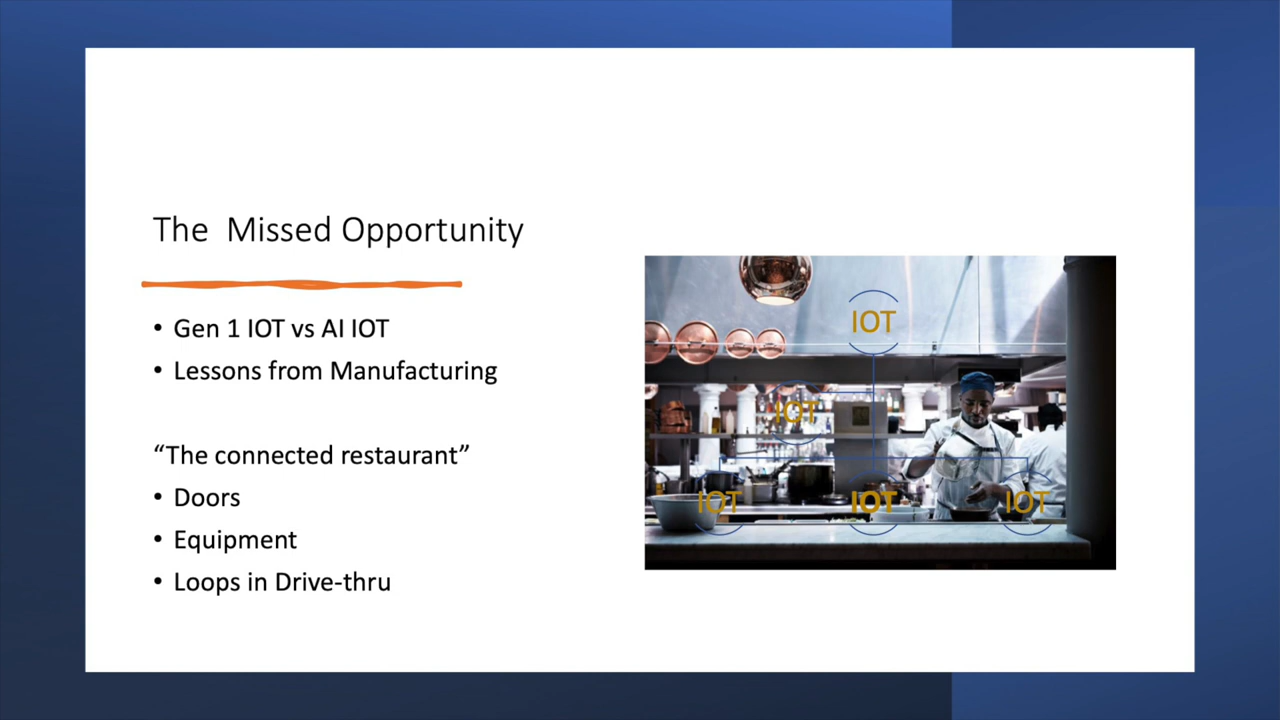 The  Missed Opportunity
• Gen 1 IOT vs AI IOT
• Lessons from Manufacturing
“The connected restaurant”
• Doors
• Equipment
• Loops in Drive-thru
IOT
IOT
IOT
IOT
IOT